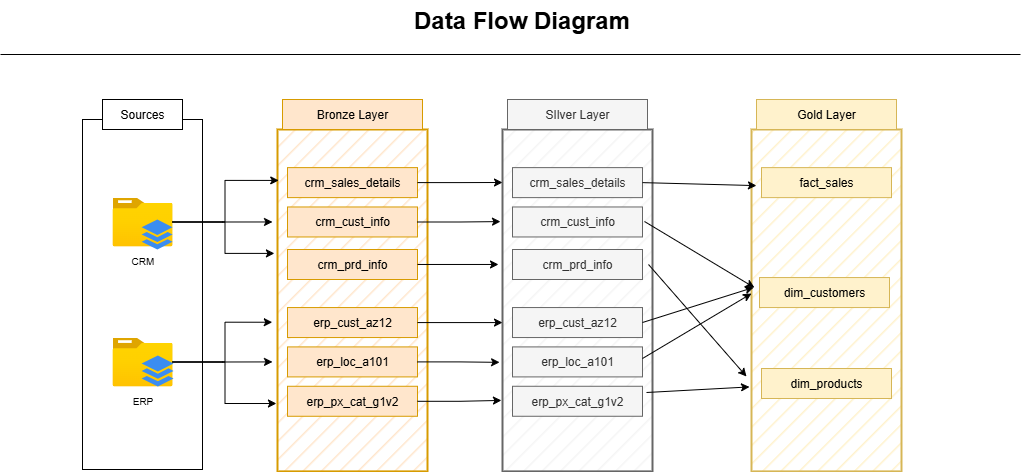 Data Flow Diagram
Sources
Bronze Layer
SIlver Layer
Gold Layer
crm_sales_details
crm_sales_details
fact_sales
crm_cust_info
crm_cust_info
CRM
crm_prd_info
crm_prd_info
dim_customers
erp_cust_az12
erp_cust_az12
erp_loc_a101
erp_loc_a101
dim_products
ERP
erp_px_cat_g1v2
erp_px_cat_g1v2